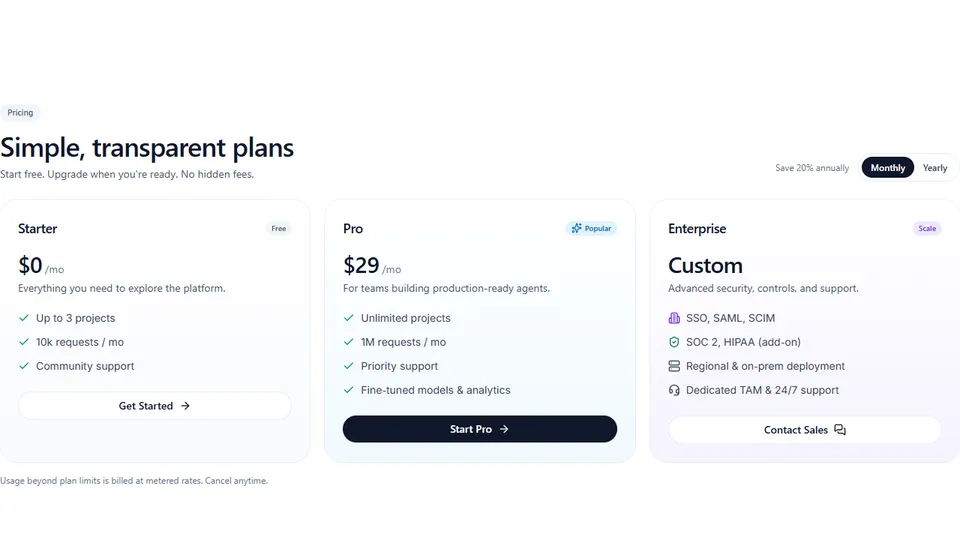 Pricing
Simple, transparent plans
Start free. Upgrade when you're ready. No hidden fees.
Save 20% annually
Monthly
Yearly
Starter
Free
$0 /mo
Everything you need to explore the platform.
Up to 3 projects
10k requests / mo
Community support
Get Started
Pro
Popular
$29 /mo
For teams building production-ready agents.
Unlimited projects
1M requests / mo
Priority support
Fine-tuned models & analytics
Start Pro
Enterprise
Scale
Custom
Advanced security, controls, and support.
SSO, SAML, SCIM
SOC 2, HIPAA (add-on)
Regional & on-prem deployment
Dedicated TAM & 24/7 support
Contact Sales
Usage beyond plan limits is billed at metered rates. Cancel anytime.